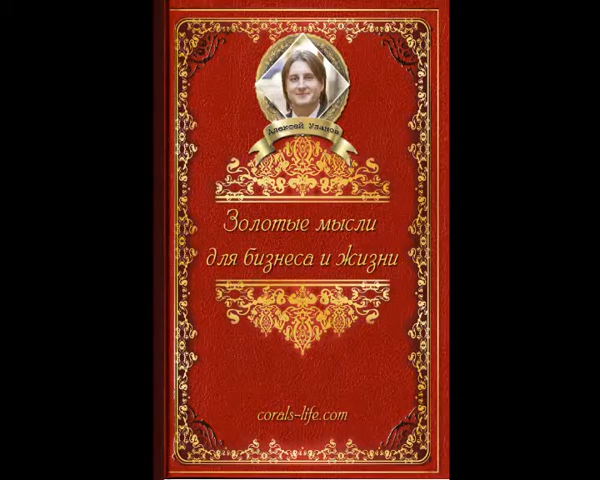 Алексей Уланов
Золотые мысли
для бизнеса и жизни
corals-life.com